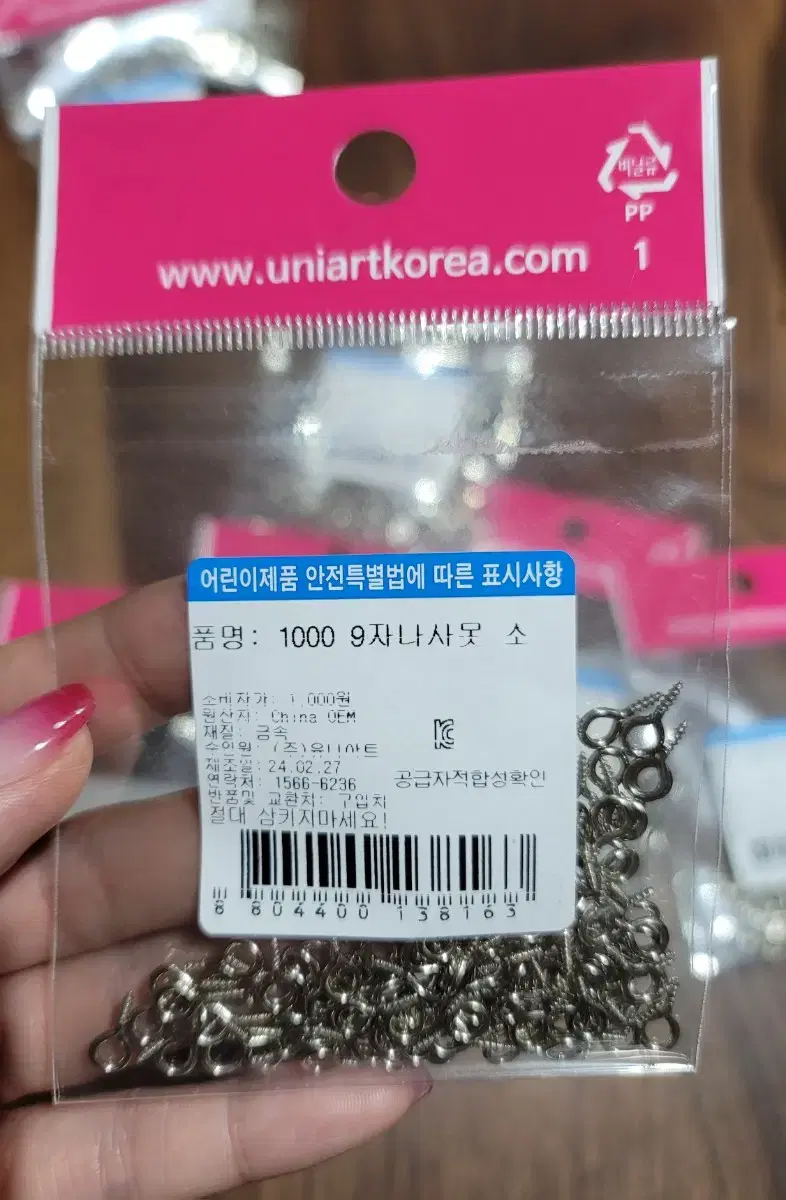 비닐류
PP
www.uniartkorea.com 1
어린이제품 안전특별법에 따른 표시사항
품명: 1000 9자나사못 소
소비자가: 1,000원
원산지: China OEM
재질: 금속
수인원: (주)유니아트
제조일: 24.02.27
연락처: 1566-6236
공급자적합성확인
반품및 교환처: 구입처
절대 삼키지마세요!
8 804400 138163